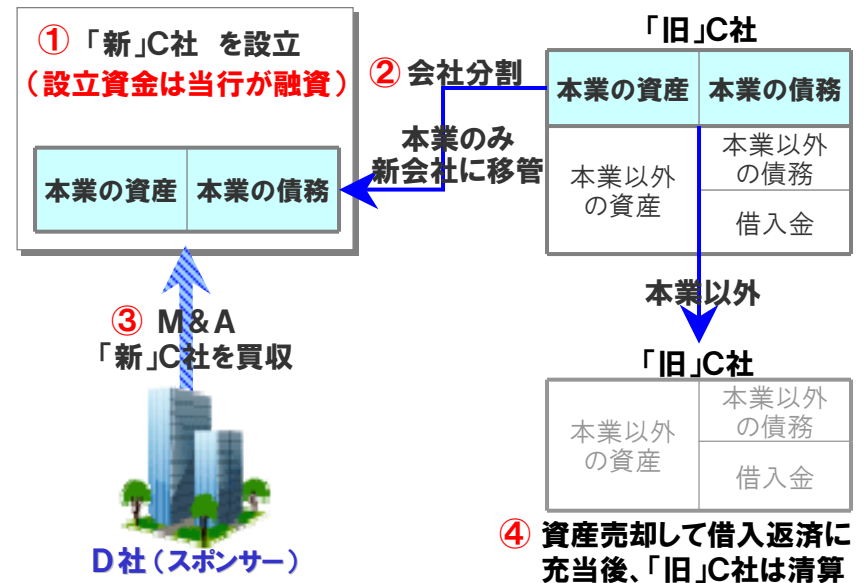 ① 「新」C社 を設立
(設立資金は当行が融資)
本業の資産 本業の債務
② 会社分割
本業のみ
新会社に移管
「旧」C社
本業の資産 本業の債務
本業以外
の資産
本業以外
の債務
借入金
本業以外
③ M&A
「新」C社を買収
D社(スポンサー)
「旧」C社
本業以外
の資産
本業以外
の債務
借入金
④ 資産売却して借入返済に
充当後、「旧」C社は清算